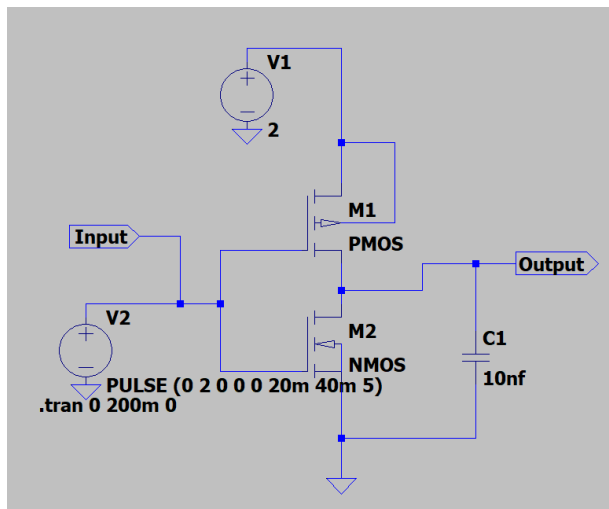 V1
2
M1
Input
PMOS
Output
V2
M2
C1
NMOS
10nf
PULSE (0 2 0 0 0 20m 40m 5)
.tran 0 200m 0